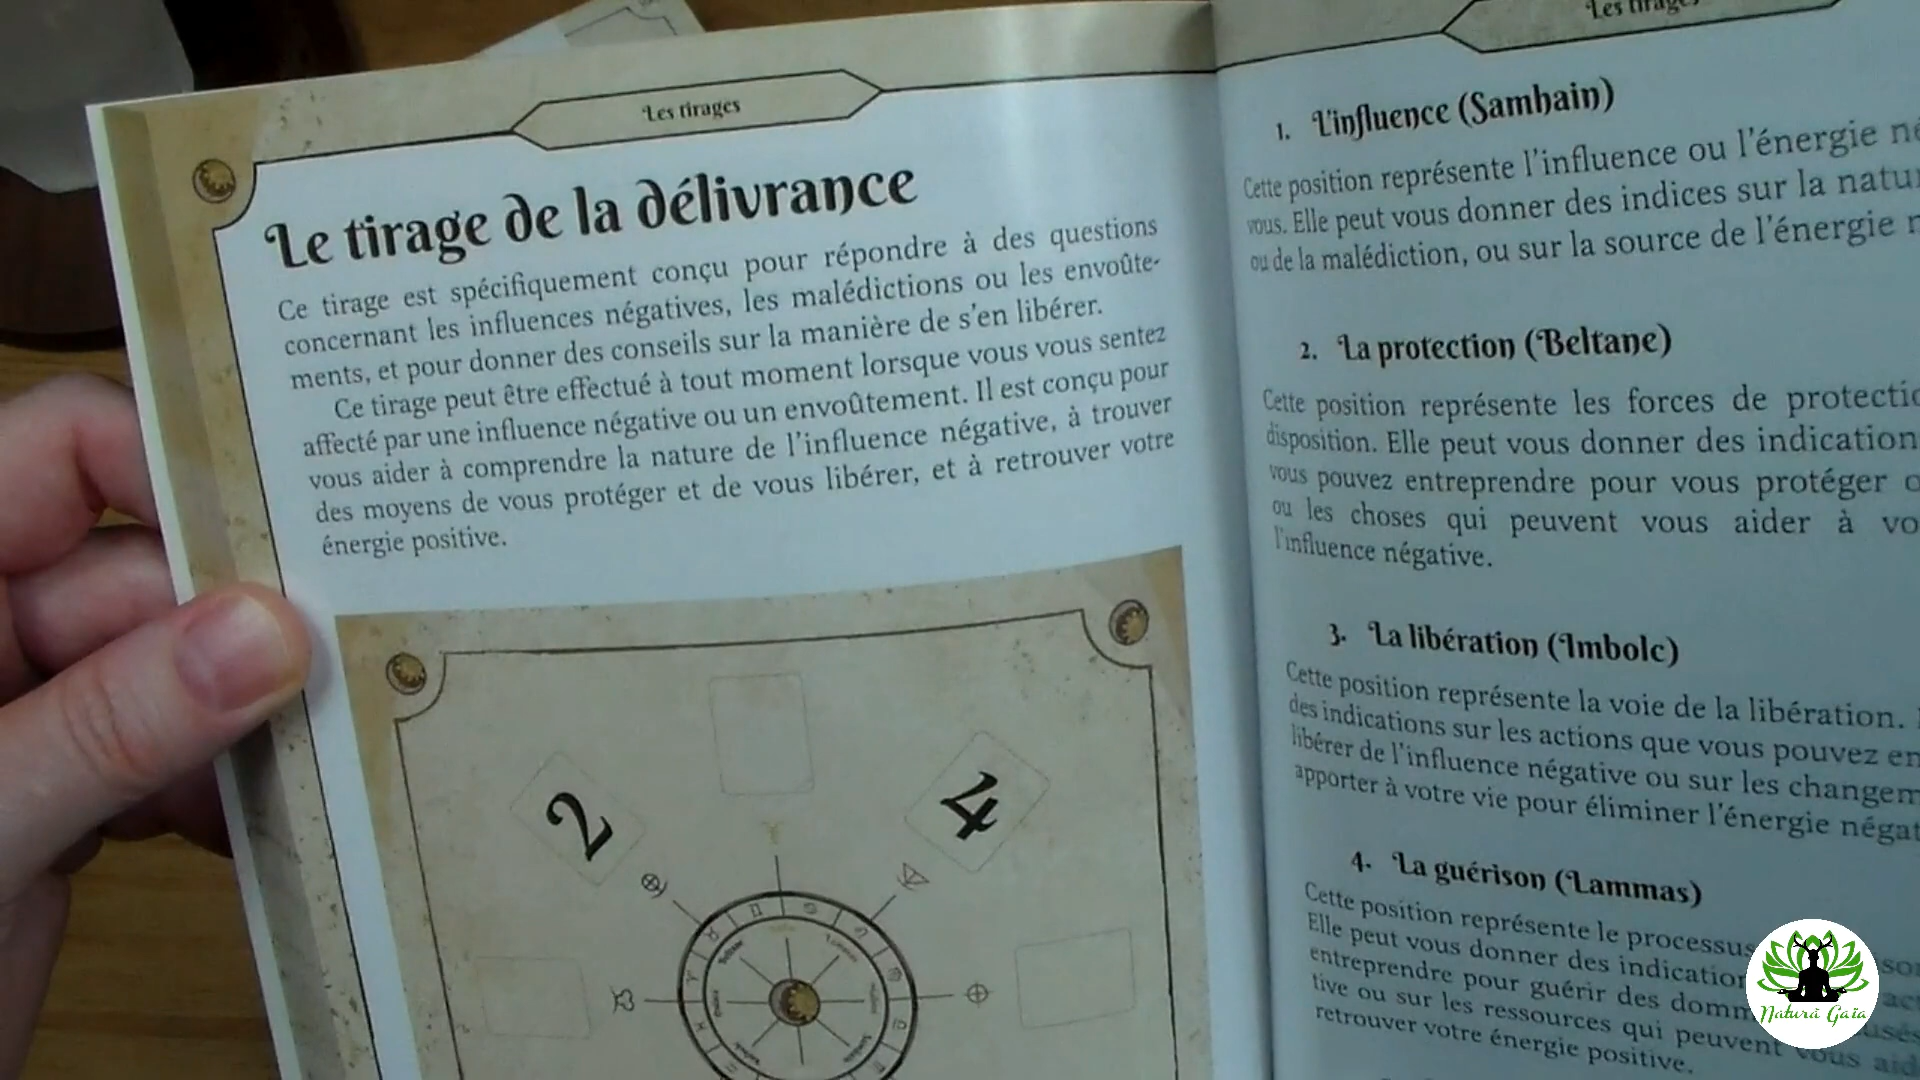 Les tirages
Le tirage de la délivrance
Ce tirage est spécifiquement conçu pour répondre à des questions
concernant les influences négatives, les malédictions ou les envoûte-
ments, et pour donner des conseils sur la manière de s'en libérer.
Ce tirage peut être effectué à tout moment lorsque vous vous sentez
affecté par une influence négative ou un envoûtement. Il est conçu pour
vous aider à comprendre la nature de l'influence négative, à trouver
des moyens de vous protéger et de vous libérer, et à retrouver votre
énergie positive.
2
4
Les tirages
1. L'influence (Samhain)
Cette position représente l'influence ou l'énergie né
vous. Elle peut vous donner des indices sur la natu
ou de la malédiction, ou sur la source de l'énergie n
2. La protection (Beltane)
Cette position représente les forces de protectio
disposition. Elle peut vous donner des indication
vous pouvez entreprendre pour vous protéger o
ou les choses qui peuvent vous aider à vo
l'influence négative.
3. La libération (Imbolc)
Cette position représente la voie de la libération.
des indications sur les actions que vous pouvez en
libérer de l'influence négative ou sur les changem
apporter à votre vie pour éliminer l'énergie négat
4. La guérison (Lammas)
Cette position représente le processus
Elle peut vous donner des indication
entreprendre pour guérir des domm
tive ou sur les ressources qui peuvent vous aid
retrouver votre énergie positive.
Natura Gaïa